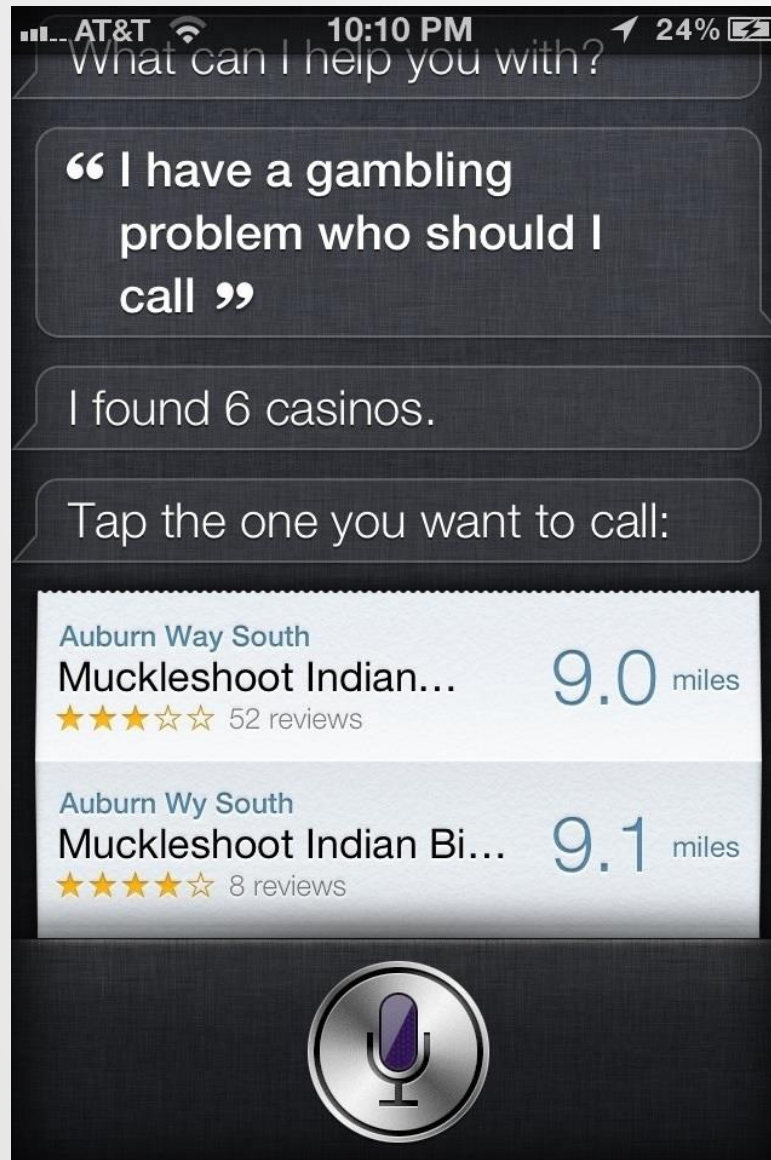 AT&T 10:10 PM 24%
What can I help you with?
“ I have a gambling
problem who should I
call ”
I found 6 casinos.
Tap the one you want to call:
Auburn Way South
Muckleshoot Indian...
9.0 miles
52 reviews
Auburn Wy South
Muckleshoot Indian Bi...
9.1 miles
8 reviews